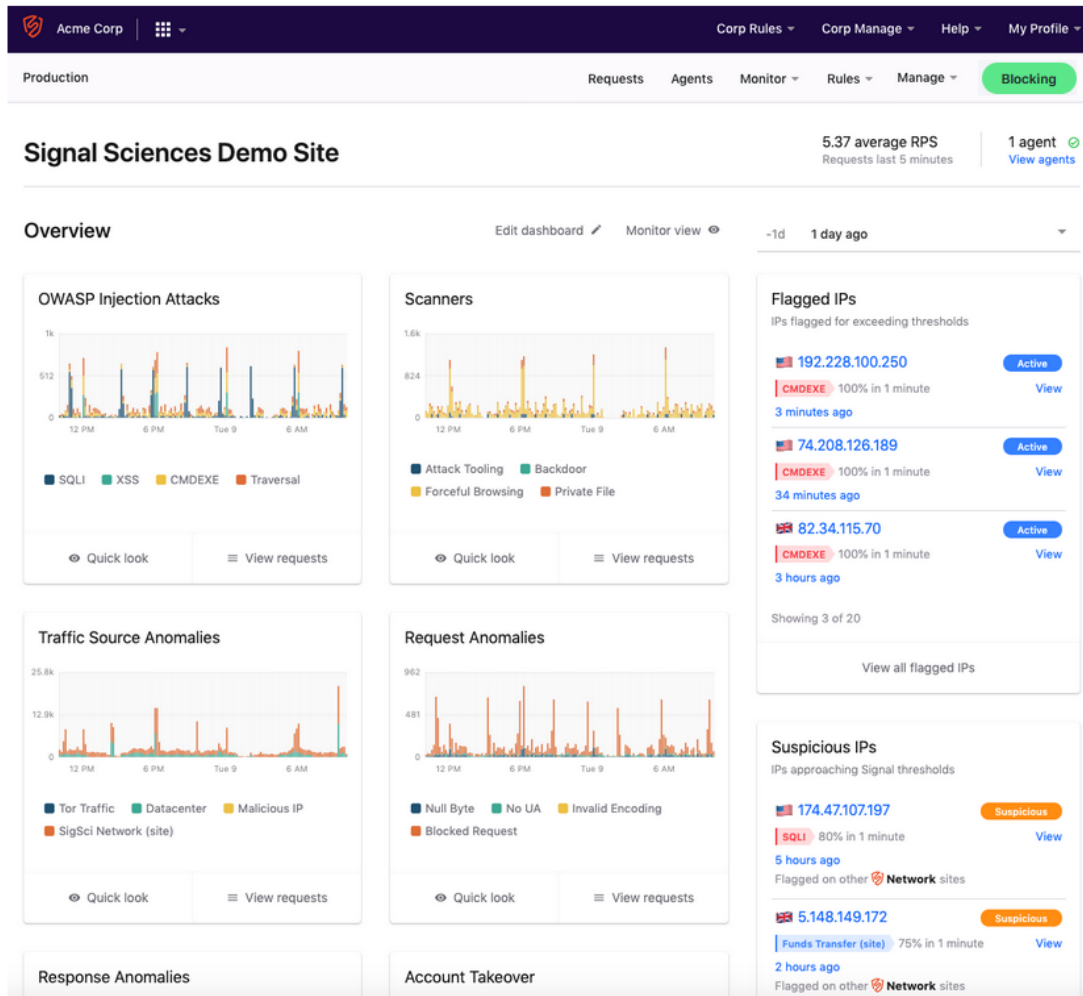 Acme Corp
Corp Rules
Corp Manage
Help
My Profile
Production
Requests
Agents
Monitor
Rules
Manage
Blocking
Signal Sciences Demo Site
5.37 average RPS
Requests last 5 minutes
1 agent
View agents
Overview
Edit dashboard
Monitor view
-1d 1 day ago
OWASP Injection Attacks
1k
512
0
12 PM 6 PM Tue 9 6 AM
SQLI XSS CMDEXE Traversal
Quick look
View requests
Scanners
1.6k
824
0
12 PM 6 PM Tue 9 6 AM
Attack Tooling Backdoor
Forceful Browsing Private File
Quick look
View requests
Flagged IPs
IPs flagged for exceeding thresholds
192.228.100.250 Active
CMDEXE 100% in 1 minute View
3 minutes ago
74.208.126.189 Active
CMDEXE 100% in 1 minute View
34 minutes ago
82.34.115.70 Active
CMDEXE 100% in 1 minute View
3 hours ago
Showing 3 of 20
View all flagged IPs
Traffic Source Anomalies
25.8k
12.9k
0
12 PM 6 PM Tue 9 6 AM
Tor Traffic Datacenter Malicious IP
SigSci Network (site)
Quick look
View requests
Request Anomalies
962
481
0
12 PM 6 PM Tue 9 6 AM
Null Byte No UA Invalid Encoding
Blocked Request
Quick look
View requests
Suspicious IPs
IPs approaching Signal thresholds
174.47.107.197 Suspicious
SQLI 80% in 1 minute View
5 hours ago
Flagged on other Network sites
5.148.149.172 Suspicious
Funds Transfer (site) 75% in 1 minute View
2 hours ago
Flagged on other Network sites
Response Anomalies
Account Takeover